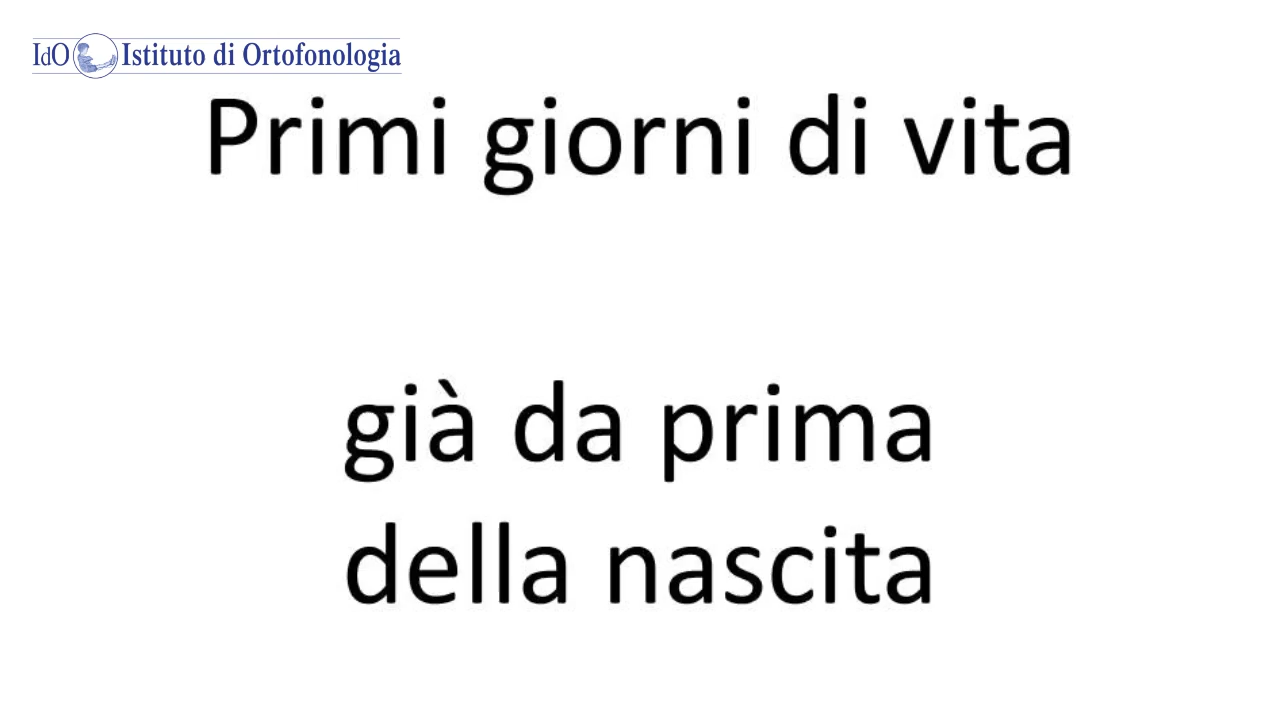 IdO Istituto di Ortofonologia
Primi giorni di vita
già da prima
della nascita